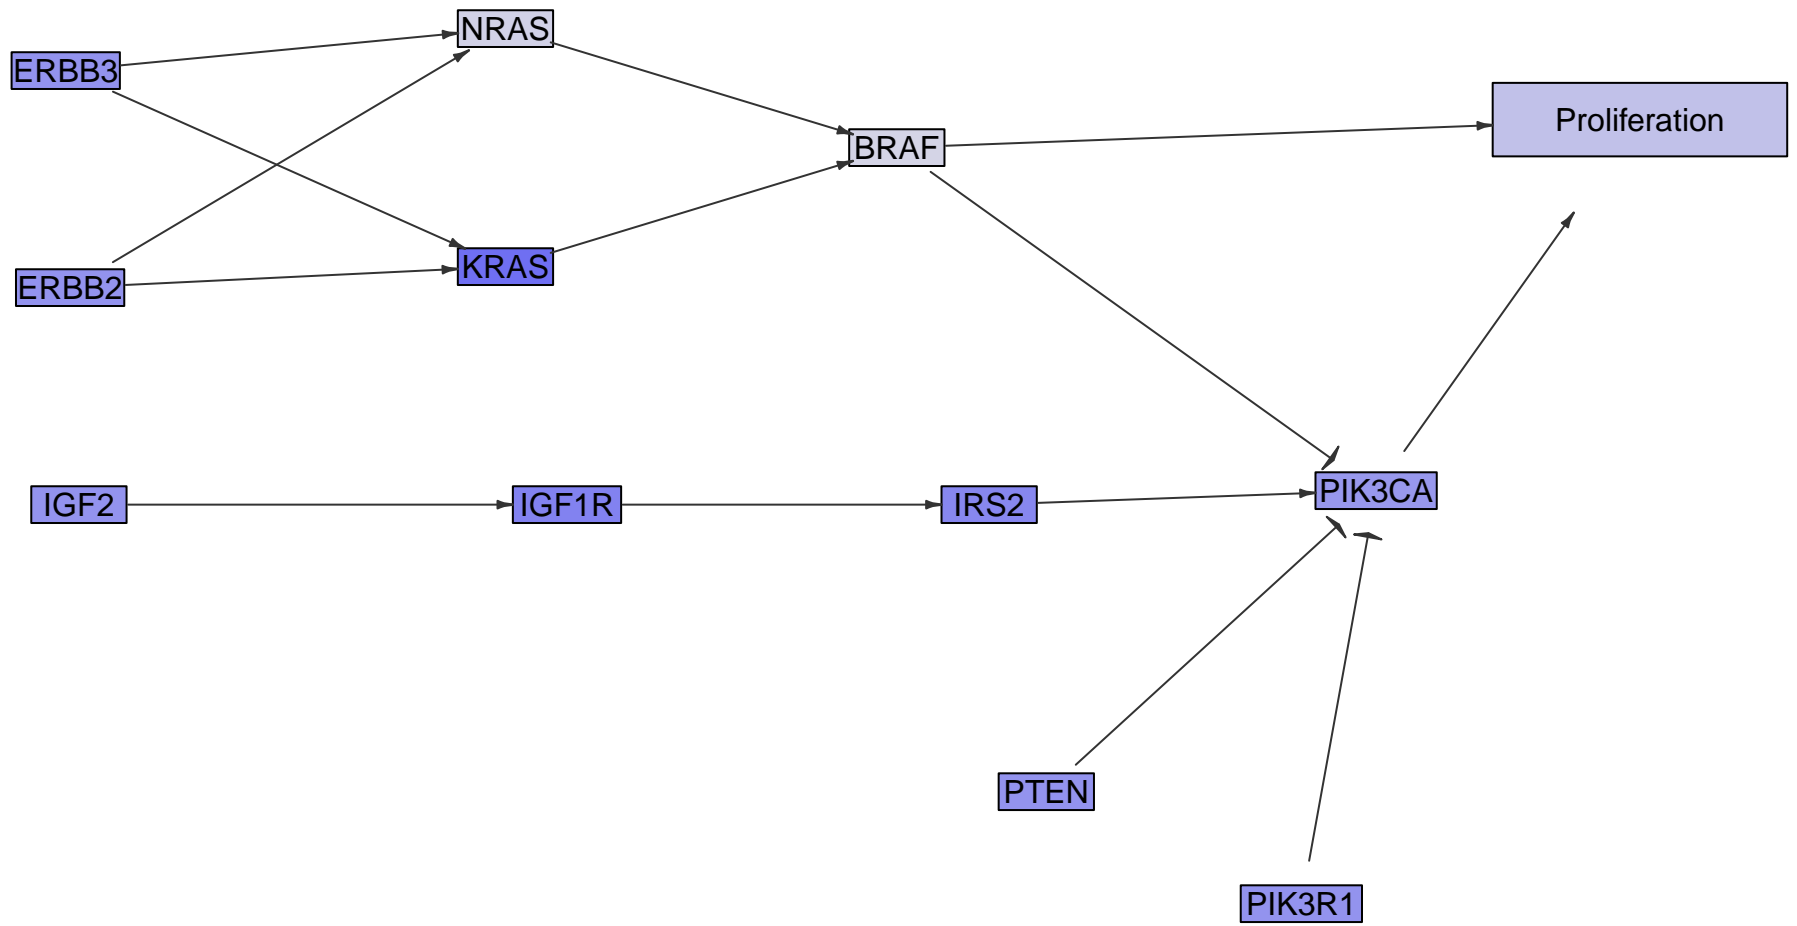 NRAS
ERBB3
Proliferation
BRAF
KRAS
ERBB2
IGF2
IGF1R
IRS2
PIK3CA
PTEN
PIK3R1